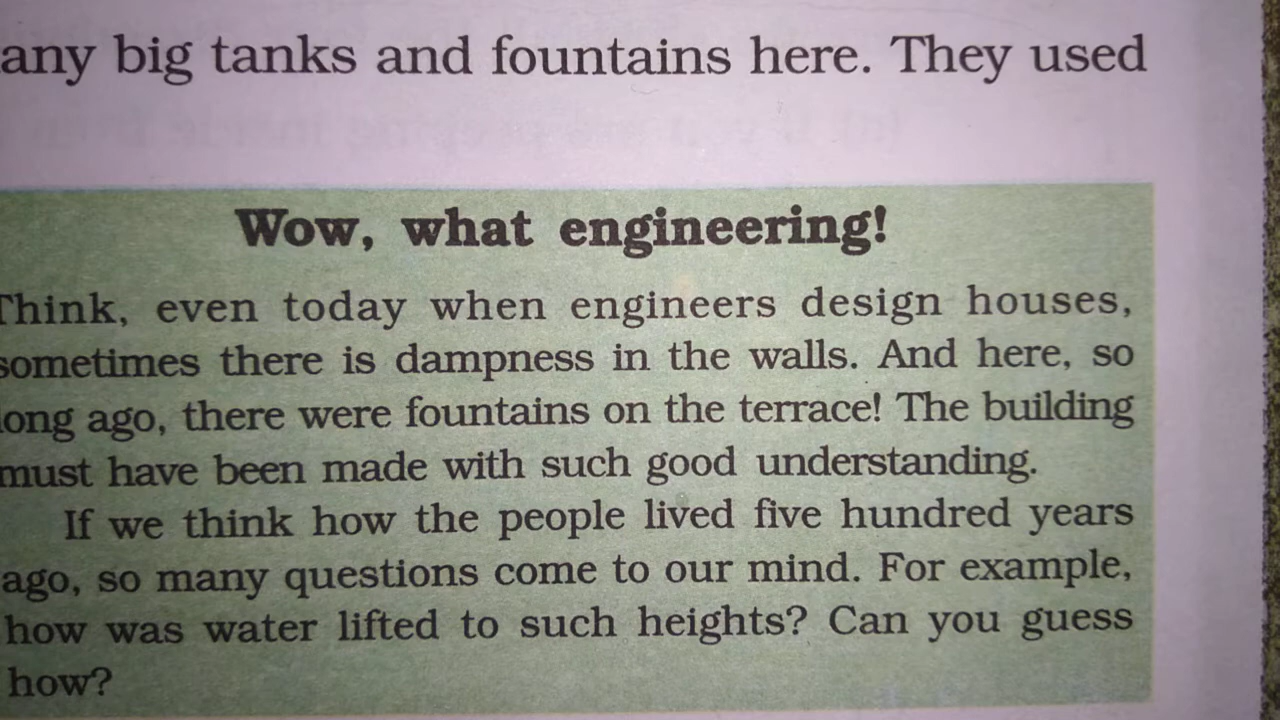 any big tanks and fountains here. They used
Wow, what engineering!
Think, even today when engineers design houses,
sometimes there is dampness in the walls. And here, so
long ago, there were fountains on the terrace! The building
must have been made with such good understanding.
If we think how the people lived five hundred years
ago, so many questions come to our mind. For example,
how was water lifted to such heights? Can you guess
how?